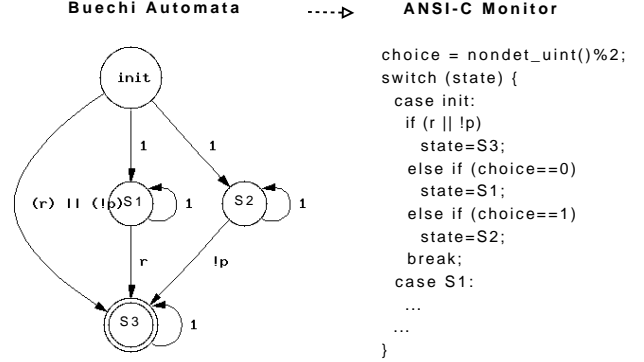 Buechi Automata
ANSI-C Monitor
init
1
1
(r) || (!p)
S1
1
S2
1
r
!p
S3
1
choice = nondet_uint()%2;
switch (state) {
case init:
if (r || !p)
state=S3;
else if (choice==0)
state=S1;
else if (choice==1)
state=S2;
break;
case S1:
...
...
}